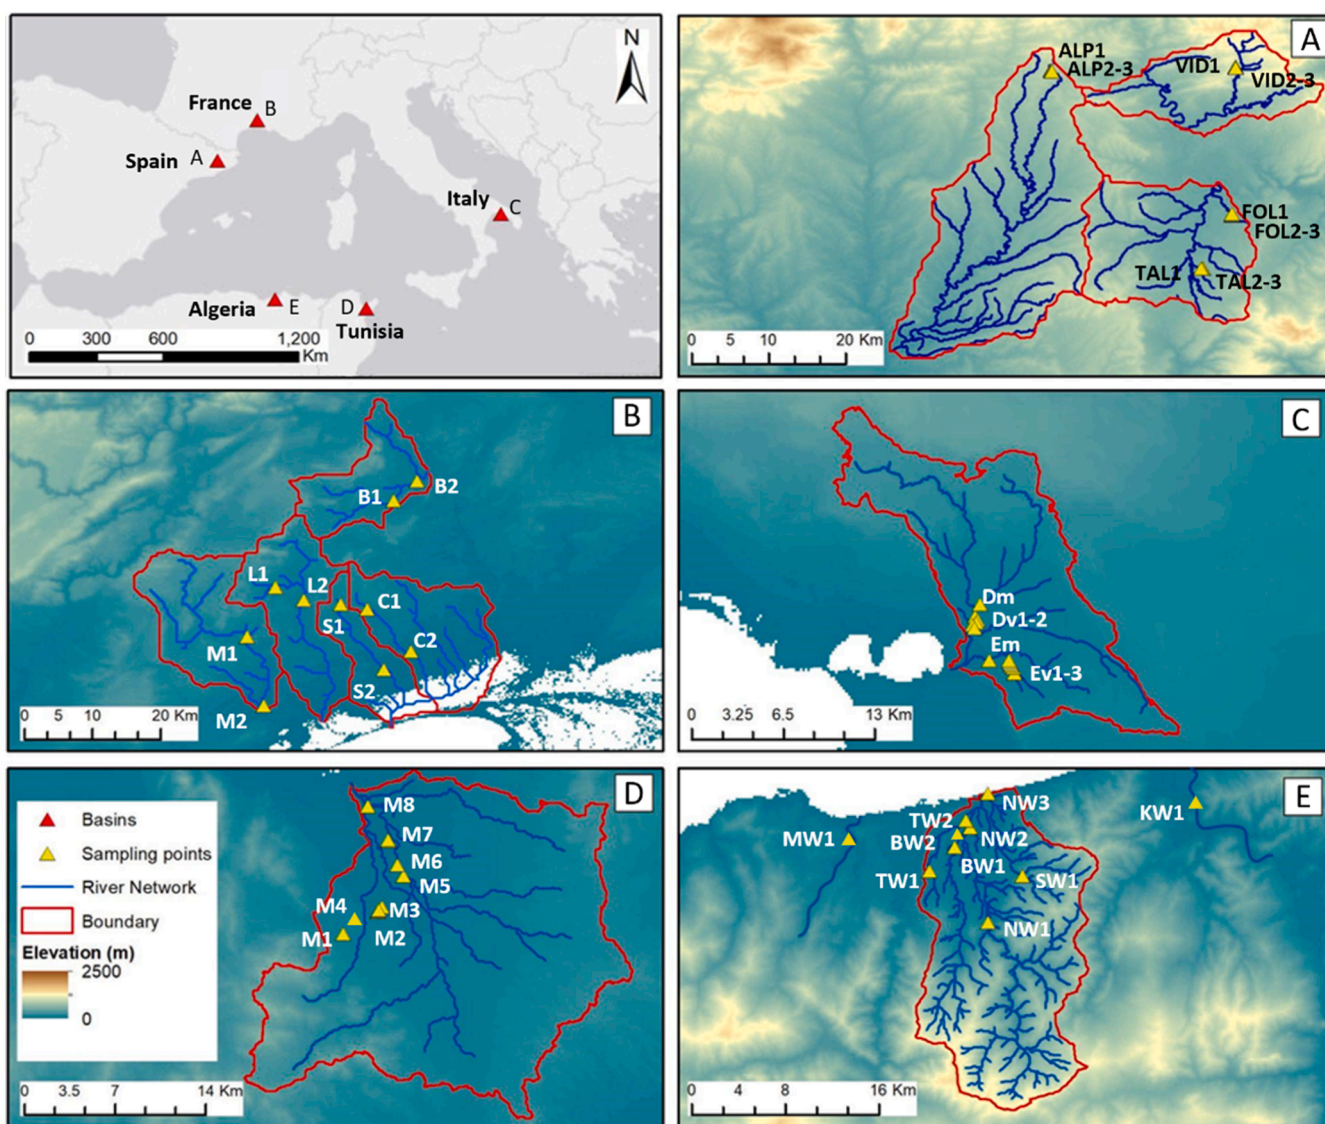 N
France
B
Spain
A
Italy
C
Algeria
E
D
Tunisia
0 300 600 1,200
Km
A
ALP1
ALP2-3
VID1
VID2-3
FOL1
FOL2-3
TAL1
TAL2-3
0 5 10 20 Km
B
B1
B2
L1
L2
S1
C1
M1
C2
S2
M2
0 5 10 20 Km
C
Dm
Dv1-2
Em
Ev1-3
0 3.25 6.5 13 Km
D
M8
M7
M6
M5
M4
M3
M1
M2
Basins
Sampling points
River Network
Boundary
Elevation (m)
2500
0
0 3.5 7 14 Km
E
NW3
KW1
TW2
MW1
BW2
NW2
BW1
TW1
SW1
NW1
0 4 8 16 Km